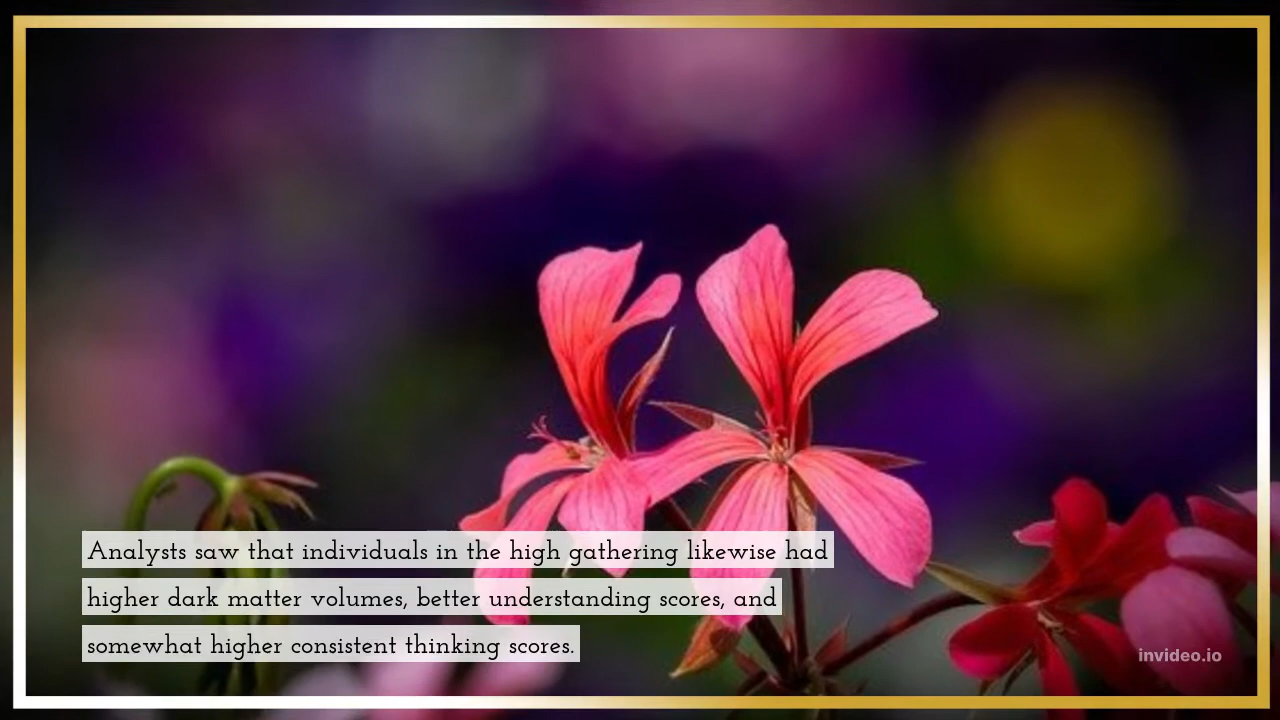 Analysts saw that individuals in the high gathering likewise had
higher dark matter volumes, better understanding scores, and
somewhat higher consistent thinking scores.
invideo.io